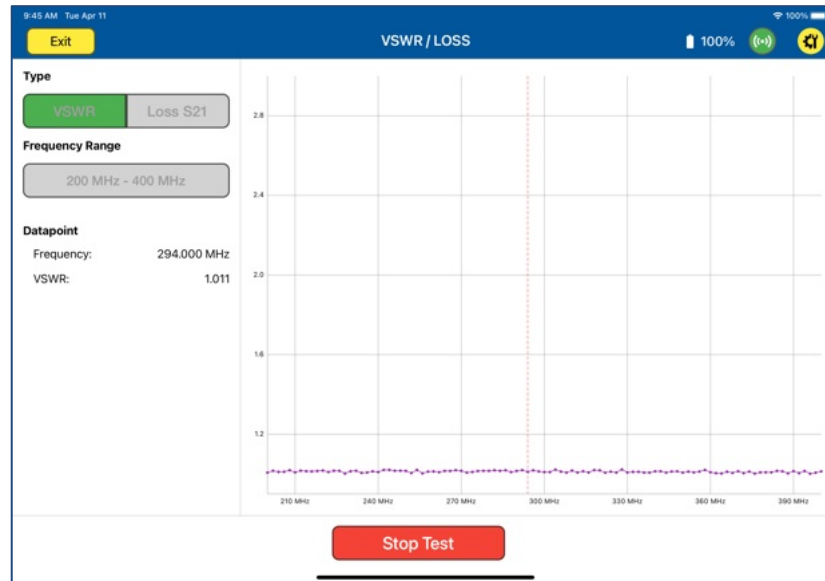 9:45 AM Tue Apr 11
100%
Exit
VSWR / LOSS
100%
Type
VSWR
Loss S21
Frequency Range
200 MHz - 400 MHz
Datapoint
Frequency: 294.000 MHz
VSWR: 1.011
2.8
2.4
2.0
1.6
1.2
210 MHz 240 MHz 270 MHz 300 MHz 330 MHz 360 MHz 390 MHz
Stop Test